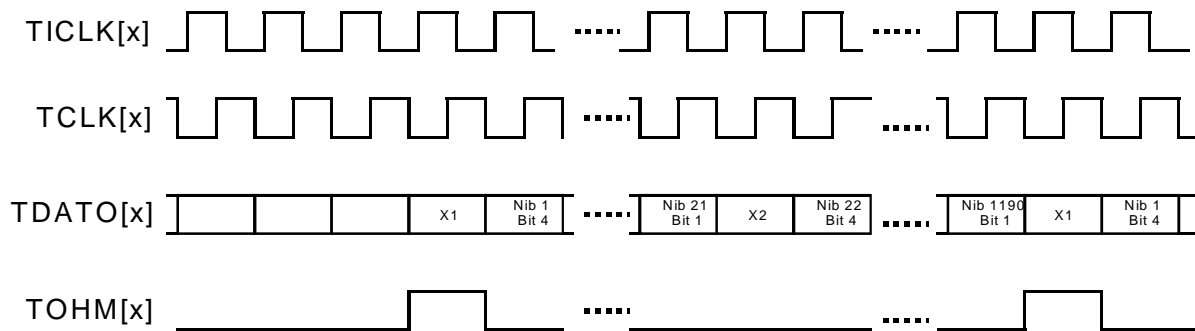 TICLK[x]
TCLK[x]
TDATO[x]
X1
Nib 1
Bit 4
Nib 21
Bit 1
X2
Nib 22
Bit 4
Nib 1190
Bit 1
X1
Nib 1
Bit 4
TOHM[x]